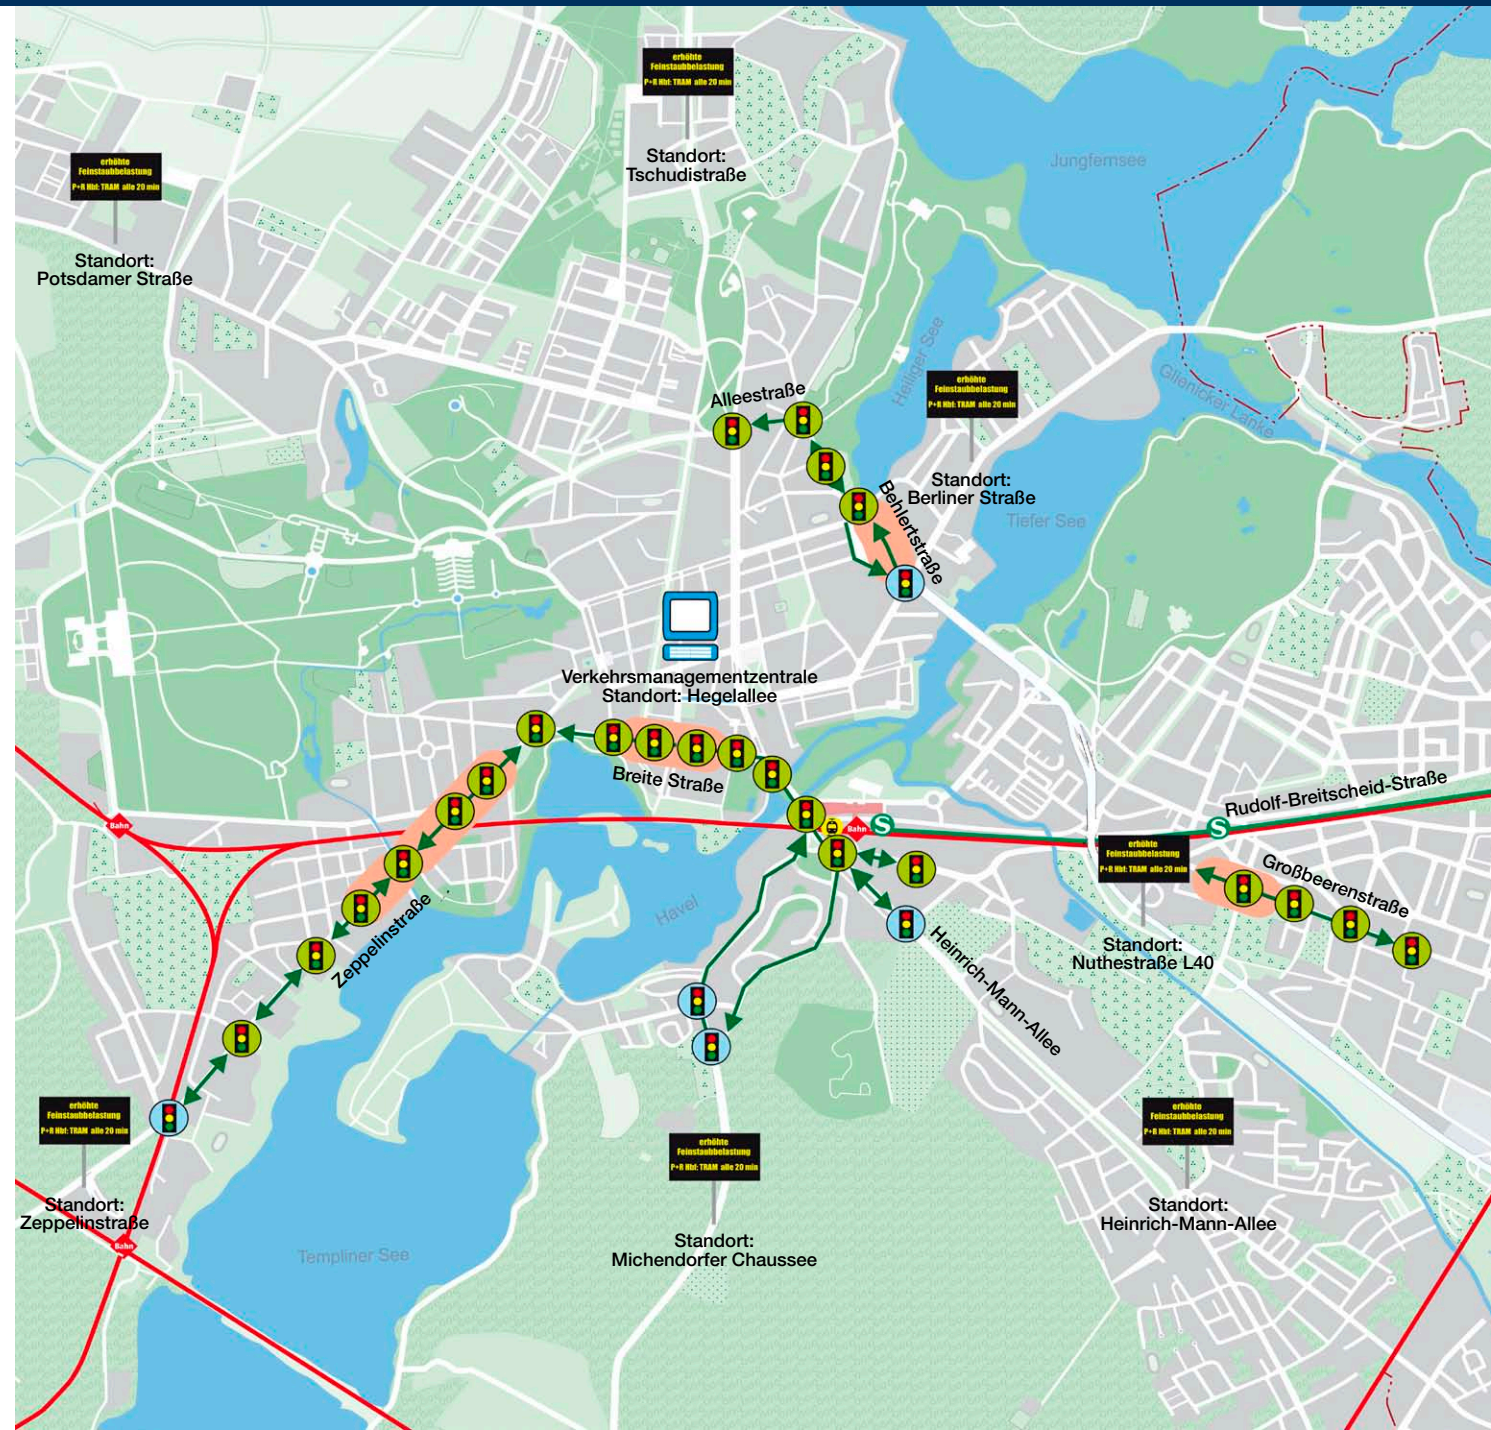 erhöhte
Feinstaubbelastung
P+R Hbf: TRAM alle 20 min
Standort:
Tschudistraße
Jungfernsee
erhöhte
Feinstaubbelastung
P+R Hbf: TRAM alle 20 min
Standort:
Potsdamer Straße
Heiliger See
Glienicker Lanke
erhöhte
Feinstaubbelastung
P+R Hbf: TRAM alle 20 min
Standort:
Berliner Straße
Alleestraße
Behlertstraße
Tiefer See
Verkehrsmanagementzentrale
Standort: Hegelallee
Breite Straße
Rudolf-Breitscheid-Straße
Bahn
Bahn
S
S
erhöhte
Feinstaubbelastung
P+R Hbf: TRAM alle 20 min
Standort:
Nuthestraße L40
Großbeerenstraße
Havel
Zeppelinstraße
Heinrich-Mann-Allee
erhöhte
Feinstaubbelastung
P+R Hbf: TRAM alle 20 min
Standort:
Zeppelinstraße
Bahn
Templiner See
erhöhte
Feinstaubbelastung
P+R Hbf: TRAM alle 20 min
Standort:
Michendorfer Chaussee
erhöhte
Feinstaubbelastung
P+R Hbf: TRAM alle 20 min
Standort:
Heinrich-Mann-Allee